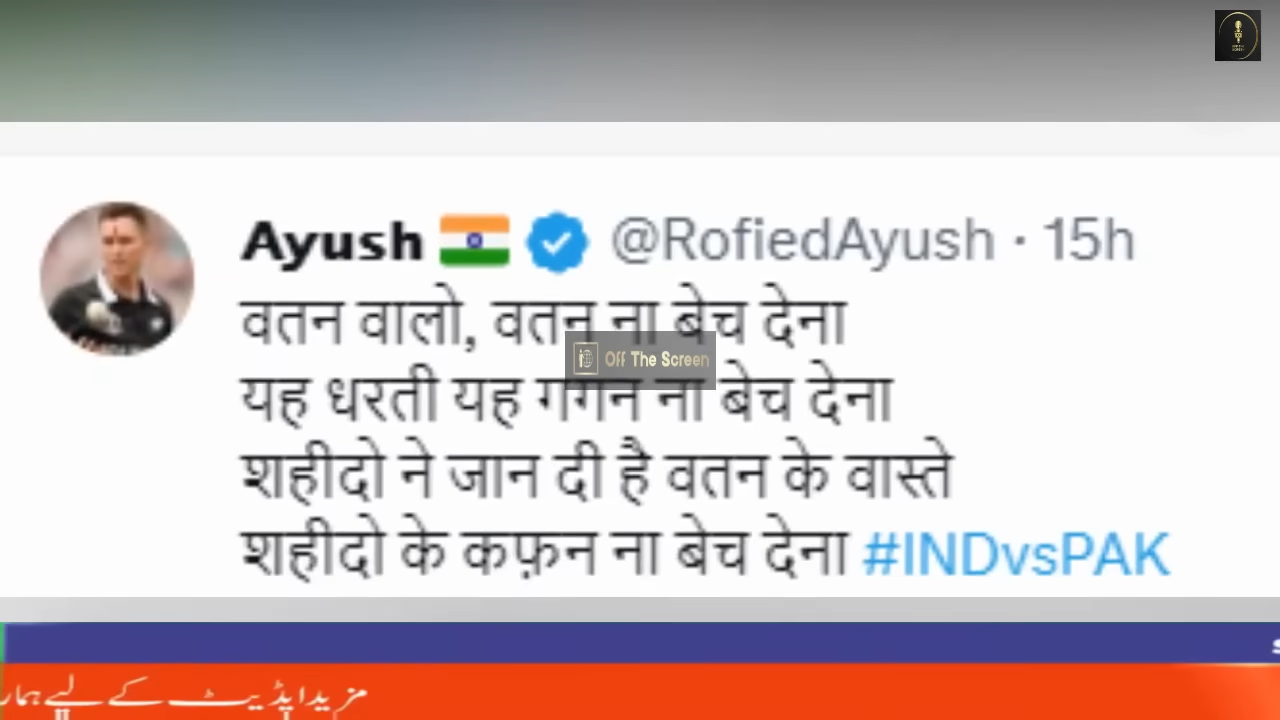 Ayush @RofiedAyush · 15h
वतन वालो, वतन ना बेच देना
Off The Screen
यह धरती यह गगन ना बेच देना
शहीदो ने जान दी है वतन के वास्ते
शहीदो के कफ़न ना बेच देना #INDvsPAK
مزید اپڈیٹ کے لیے ہمار